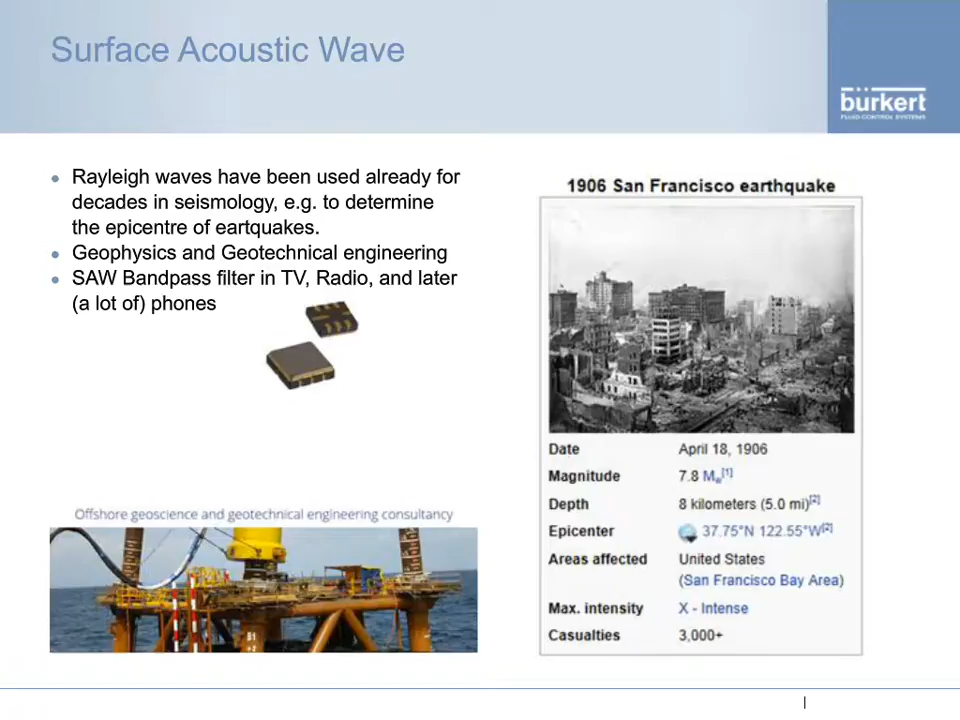 Surface Acoustic Wave
bürkert
FLUID CONTROL SYSTEMS
Rayleigh waves have been used already for
decades in seismology, e.g. to determine
the epicentre of eartquakes.
Geophysics and Geotechnical engineering
SAW Bandpass filter in TV, Radio, and later
(a lot of) phones
Offshore geoscience and geotechnical engineering consultancy
B1
+2
1906 San Francisco earthquake
Date April 18, 1906
Magnitude 7.8 Mw[1]
Depth 8 kilometers (5.0 mi)[2]
Epicenter 37.75°N 122.55°W[2]
Areas affected United States
(San Francisco Bay Area)
Max. intensity X - Intense
Casualties 3,000+